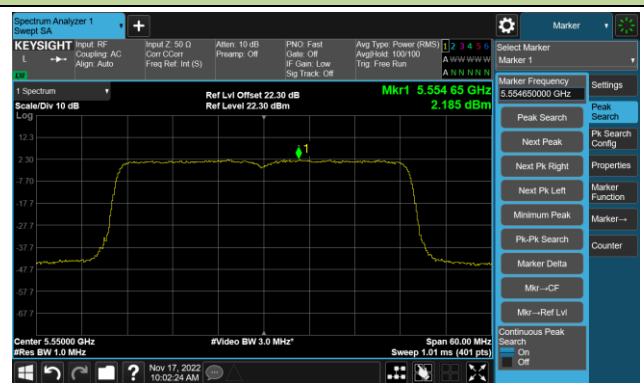 Spectrum Analyzer 1
Swept SA
Marker
KEYSIGHT
L
LW
Input: RF
Coupling: AC
Align: Auto
Input Z: 50 Ω
Corr CCorr
Freq Ref: Int (S)
Atten: 10 dB
Preamp: Off
PNO: Fast
Gate: Off
IF Gain: Low
Sig Track: Off
Avg Type: Power (RMS)
Avg|Hold: 100/100
Trig: Free Run
1 2 3 4 5 6
A W W W W W
A N N N N N
Select Marker
Marker 1
1 Spectrum
Scale/Div 10 dB
Log
Ref Lvl Offset 22.30 dB
Ref Level 22.30 dBm
Mkr1 5.554 65 GHz
2.185 dBm
12.3
2.30
-7.70
-17.7
-27.7
-37.7
-47.7
-57.7
-67.7
1
Center 5.55000 GHz
#Res BW 1.0 MHz
#Video BW 3.0 MHz*
Span 60.00 MHz
Sweep 1.01 ms (401 pts)
Marker Frequency
5.554650000 GHz
Peak Search
Next Peak
Next Pk Right
Next Pk Left
Minimum Peak
Pk-Pk Search
Marker Delta
Mkr→CF
Mkr→Ref Lvl
Continuous Peak
Search
On
Off
Settings
Peak
Search
Pk Search
Config
Properties
Marker
Function
Marker→
Counter
Nov 17, 2022
10:02:24 AM